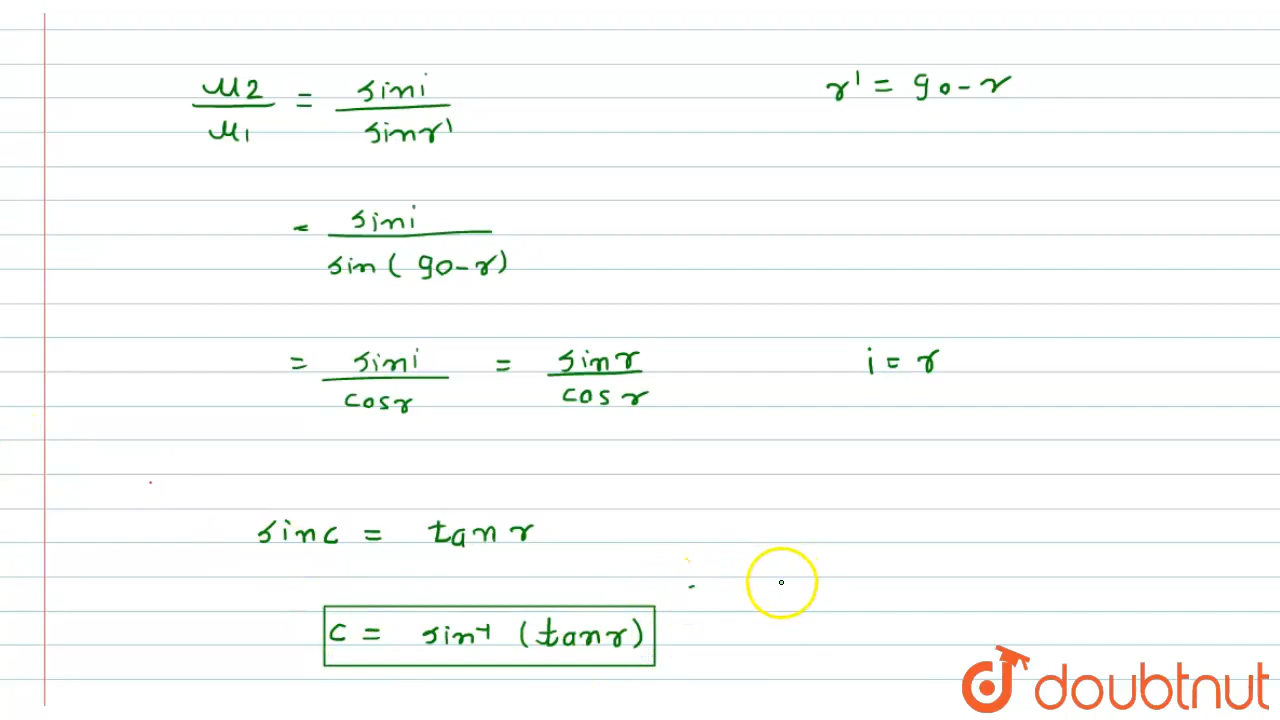 μ2/μ1 = sini/sinr' r' = 90-r
= sini/sin(90-r)
= sini/cosr = sinr/cosr i = r
sinc = tanr
c = sin⁻¹ (tanr)
doubtnut